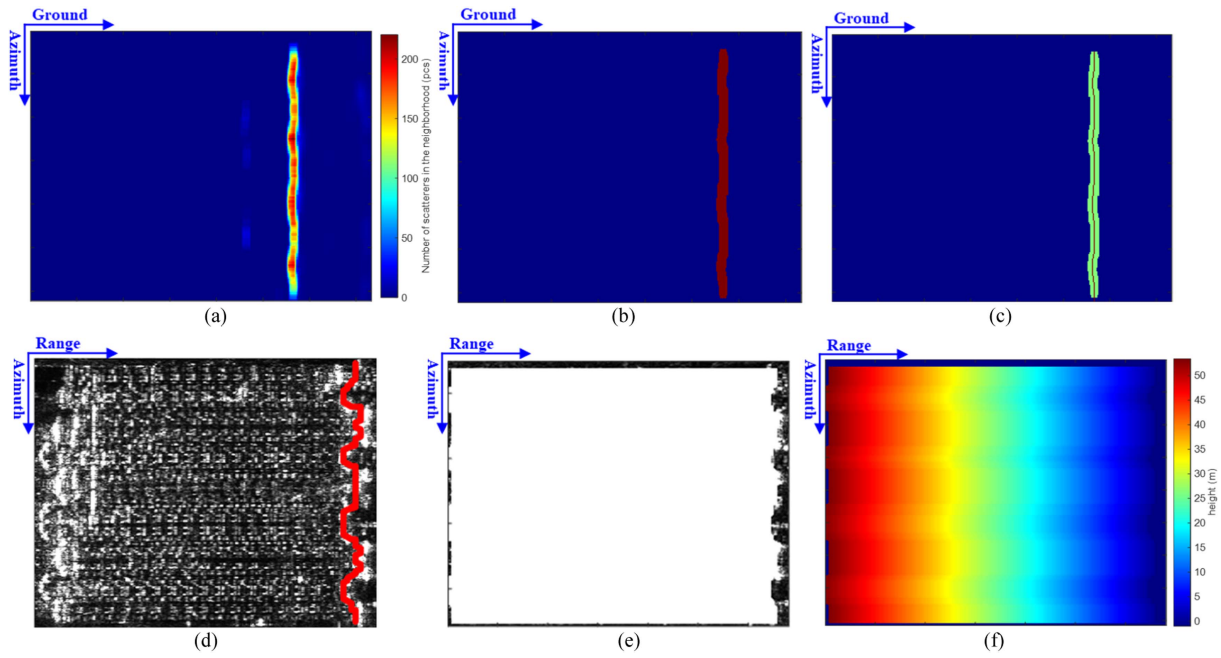 Ground
Azimuth
200
150
100
50
0
Number of scatterers in the neighborhood (pcs)
(a)
Ground
Azimuth
(b)
Ground
Azimuth
(c)
Range
Azimuth
(d)
Range
Azimuth
(e)
Range
Azimuth
50
45
40
35
30
25
20
15
10
5
0
height (m)
(f)